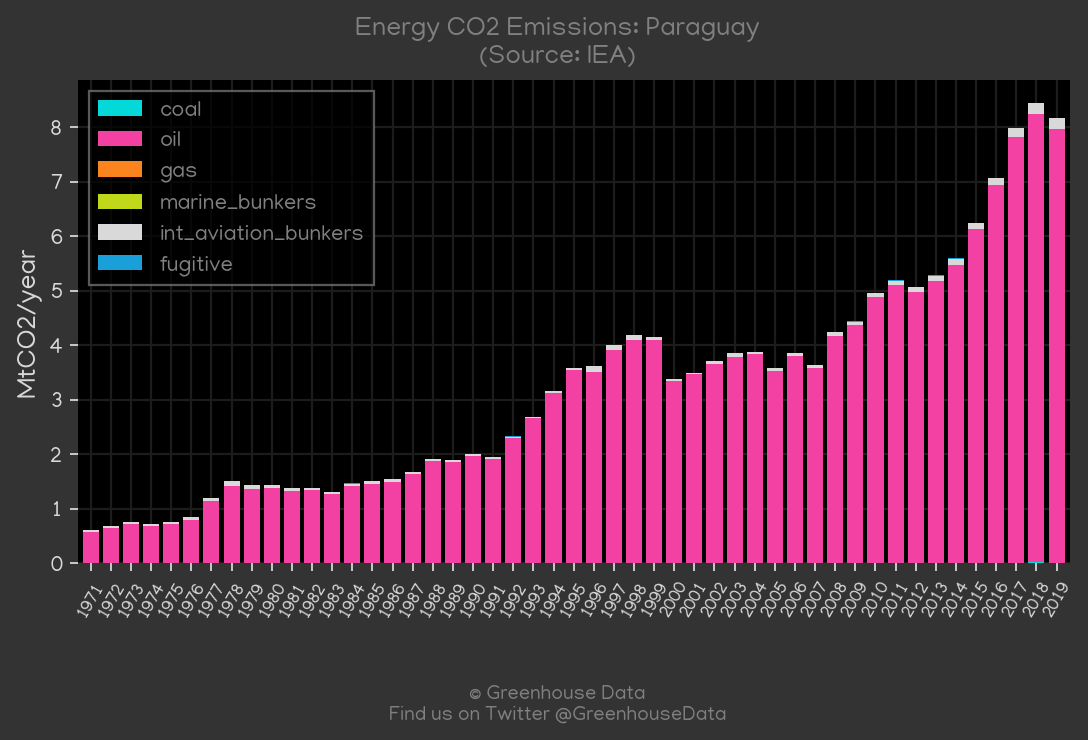 Energy CO2 Emissions: Paraguay
(Source: IEA)
coal
oil
gas
marine_bunkers
int_aviation_bunkers
fugitive
MtCO2/year
8
7
6
5
4
3
2
1
0
1971 1972 1973 1974 1975 1976 1977 1978 1979 1980 1981 1982 1983 1984 1985 1986 1987 1988 1989 1990 1991 1992 1993 1994 1995 1996 1997 1998 1999 2000 2001 2002 2003 2004 2005 2006 2007 2008 2009 2010 2011 2012 2013 2014 2015 2016 2017 2018 2019
© Greenhouse Data
Find us on Twitter @GreenhouseData